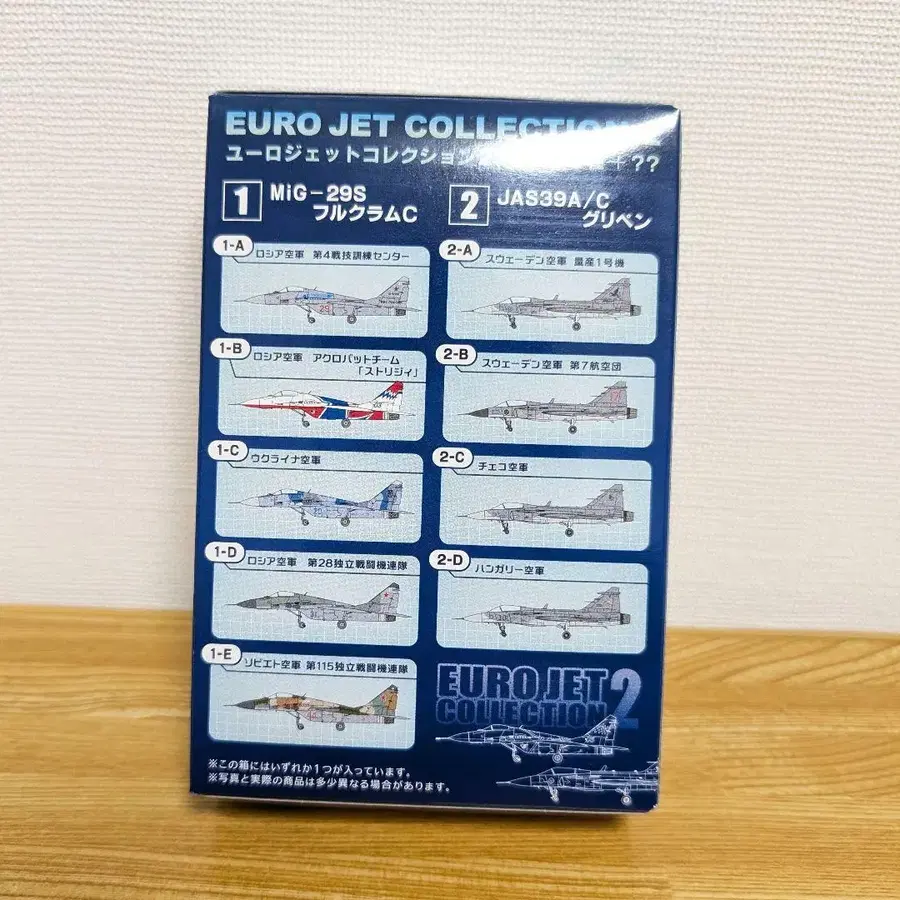 EURO JET COLLECTION
ユーロジェットコレクション
??
1 MiG-29S
フルクラムC
2 JAS39A/C
グリペン
1-A
ロシア空軍 第4戦技訓練センター
1-B
ロシア空軍 アクロバットチーム
「ストリジィ」
1-C
ウクライナ空軍
1-D
ロシア空軍 第28独立戦闘機連隊
1-E
ソビエト空軍 第115独立戦闘機連隊
2-A
スウェーデン空軍 量産1号機
2-B
スウェーデン空軍 第7航空団
2-C
チェコ空軍
2-D
ハンガリー空軍
EURO JET
COLLECTION 2
※この箱にはいずれか1つが入っています。
※写真と実際の商品は多少異なる場合があります。